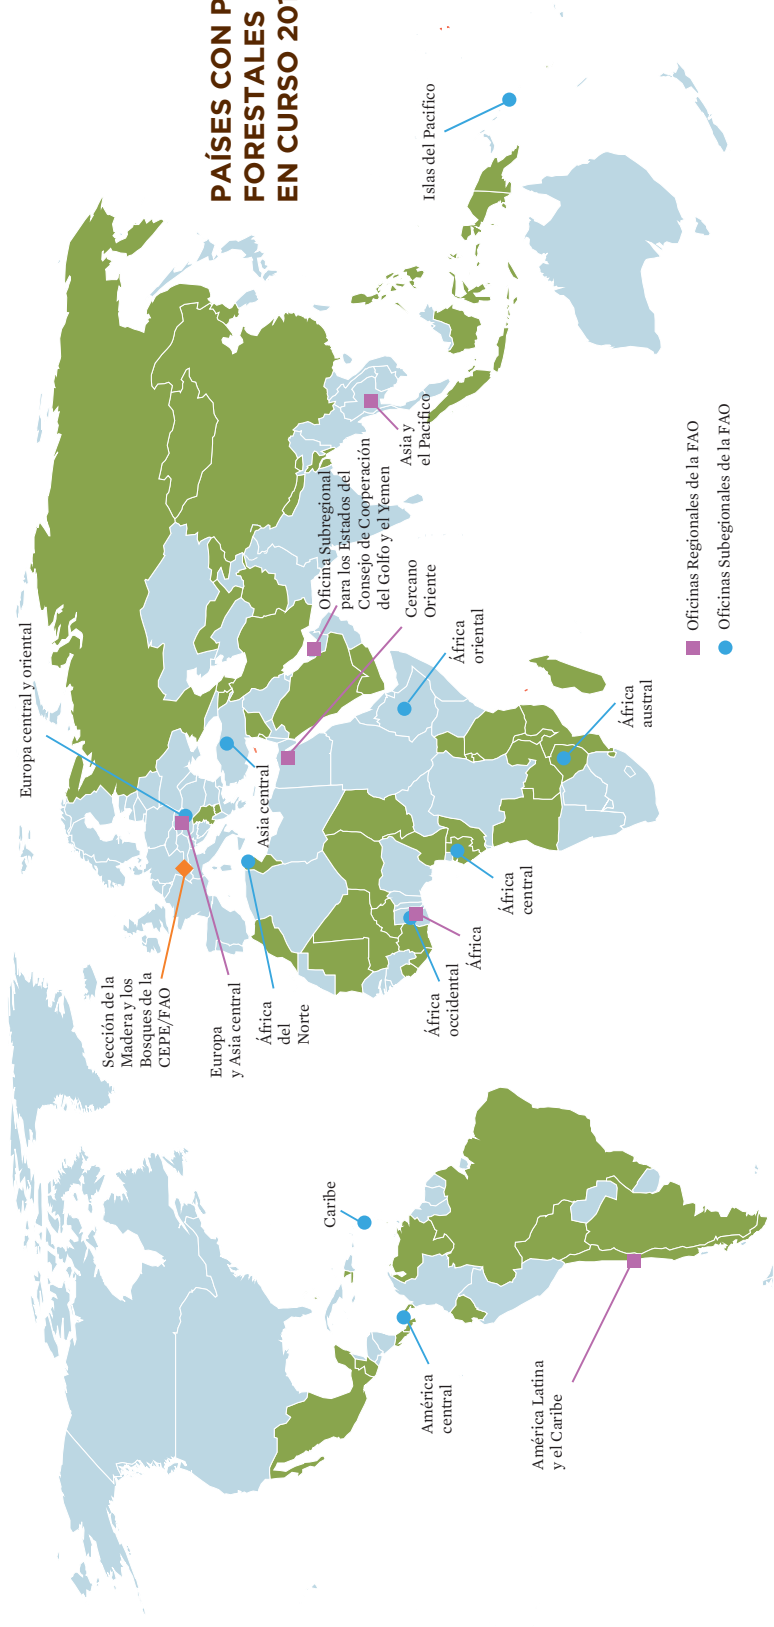 PAÍSES CON P
FORESTALES
EN CURSO 201
Europa central y oriental
Sección de la
Madera y los
Bosques de la
CEPE/FAO
Europa
y Asia central
África
del
Norte
Asia central
Oficina Subregional
para los Estados del
Consejo de Cooperación
del Golfo y el Yemen
Cercano
Oriente
Asia y
el Pacífico
Islas del Pacifico
África
oriental
África
austral
África
central
África
África
occidental
Caribe
América
central
América Latina
y el Caribe
Oficinas Regionales de la FAO
Oficinas Subegionales de la FAO